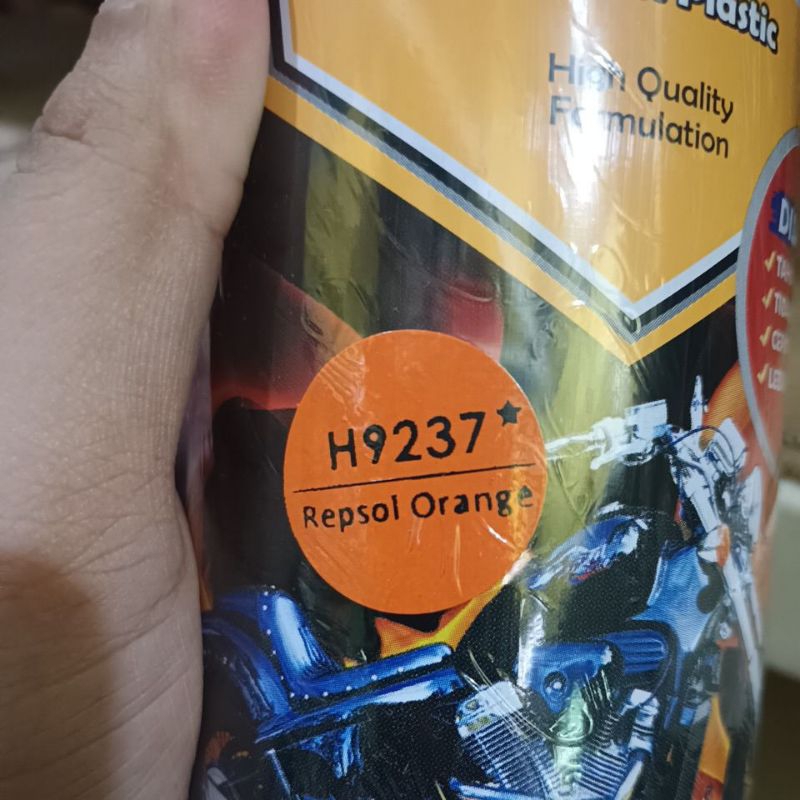 Plastic
High Quality
Formulation
H9237★
Repsol Orange